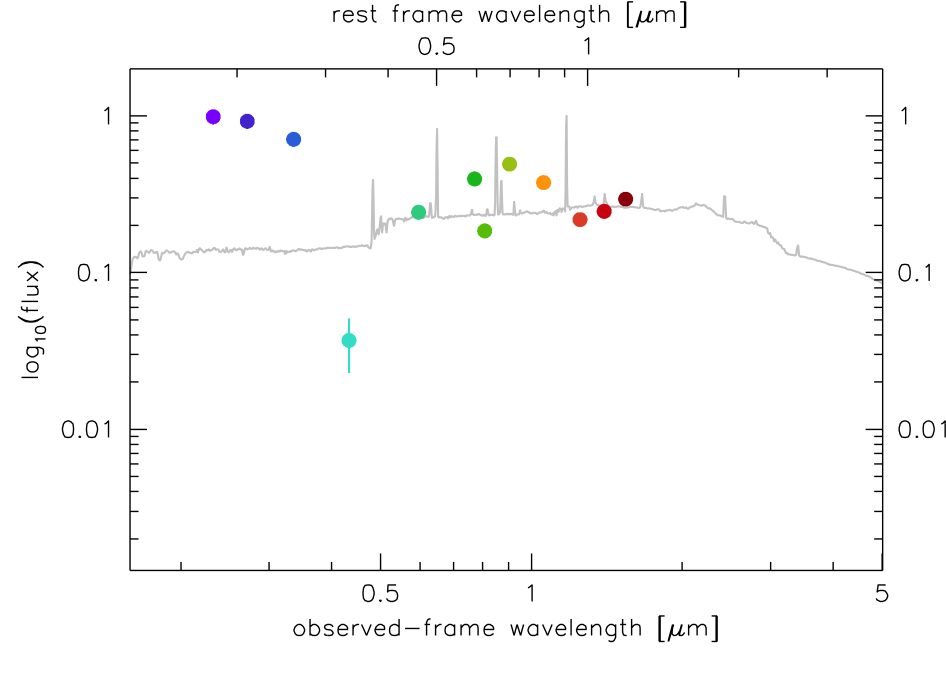 rest frame wavelength [μm]
0.5 1
1 1
0.1 0.1
log10(flux)
0.01 0.01
0.5 1 5
observed-frame wavelength [μm]